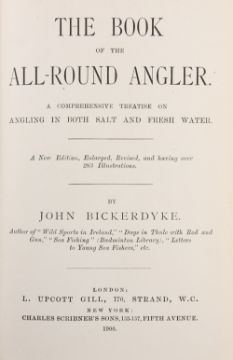 THE BOOK
OF THE
ALL-ROUND ANGLER.
A COMPREHENSIVE TREATISE ON
ANGLING IN BOTH SALT AND FRESH WATER.
A New Edition, Enlarged, Revised, and having over
283 Illustrations.
BY
JOHN BICKERDYKE.
Author of "Wild Sports in Ireland," "Days in Thule with Rod and
Gun," "Sea Fishing" (Badminton Library), "Letters
to Young Sea Fishers," etc.
LONDON:
L. UPCOTT GILL, 170, STRAND, W.C.
NEW YORK:
CHARLES SCRIBNER'S SONS, 153-157, FIFTH AVENUE.
1900.